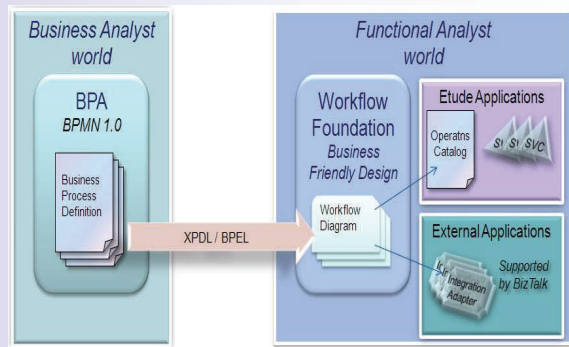 Business Analyst
world
BPA
BPMN 1.0
Business
Process
Definition
XPDL / BPEL
Functional Analyst
world
Workflow
Foundation
Business
Friendly Design
Workflow
Diagram
Etude Applications
Operatns
Catalog
SVC
External Applications
Supported
by BizTalk
Integration
Adapter